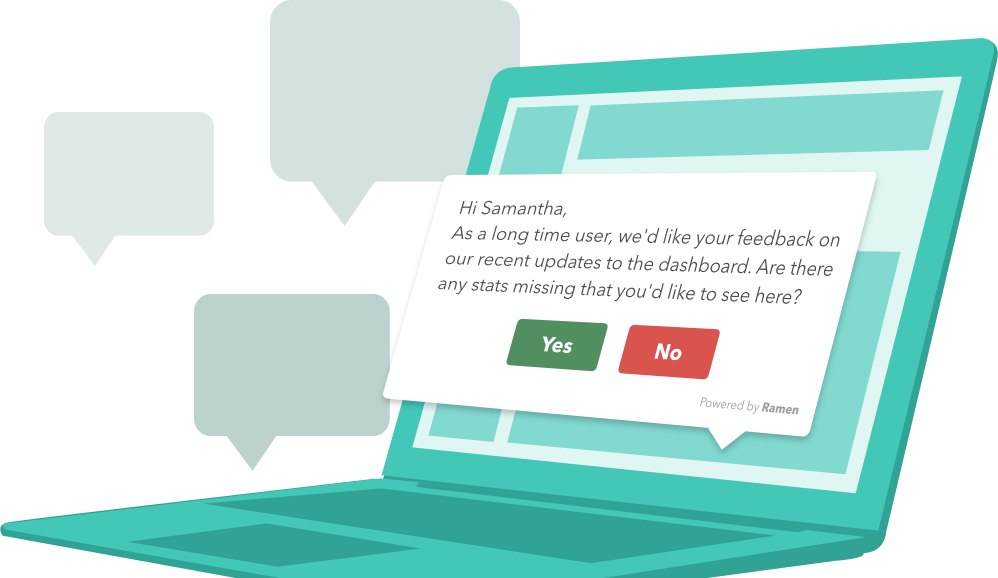 Hi Samantha,
As a long time user, we'd like your feedback on
our recent updates to the dashboard. Are there
any stats missing that you'd like to see here?
Yes
No
Powered by Ramen